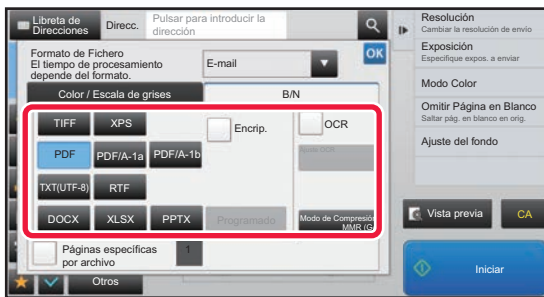 Libreta de
Direcciones
Direcc.
Pulsar para introducir la
dirección
Formato de Fichero
El tiempo de procesamiento
depende del formato.
E-mail
OK
Color / Escala de grises
B/N
TIFF
XPS
Encrip.
OCR
PDF
PDF/A-1a
PDF/A-1b
Ajuste OCR
TXT(UTF-8)
RTF
DOCX
XLSX
PPTX
Programado
Modo de Compresión
MMR (G
Páginas específicas
por archivo
1
Otros
Resolución
Cambiar la resolución de envío
Exposición
Especifique expos. a enviar
Modo Color
Omitir Página en Blanco
Saltar pág. en blanco en orig.
Ajuste del fondo
Vista previa
CA
Iniciar